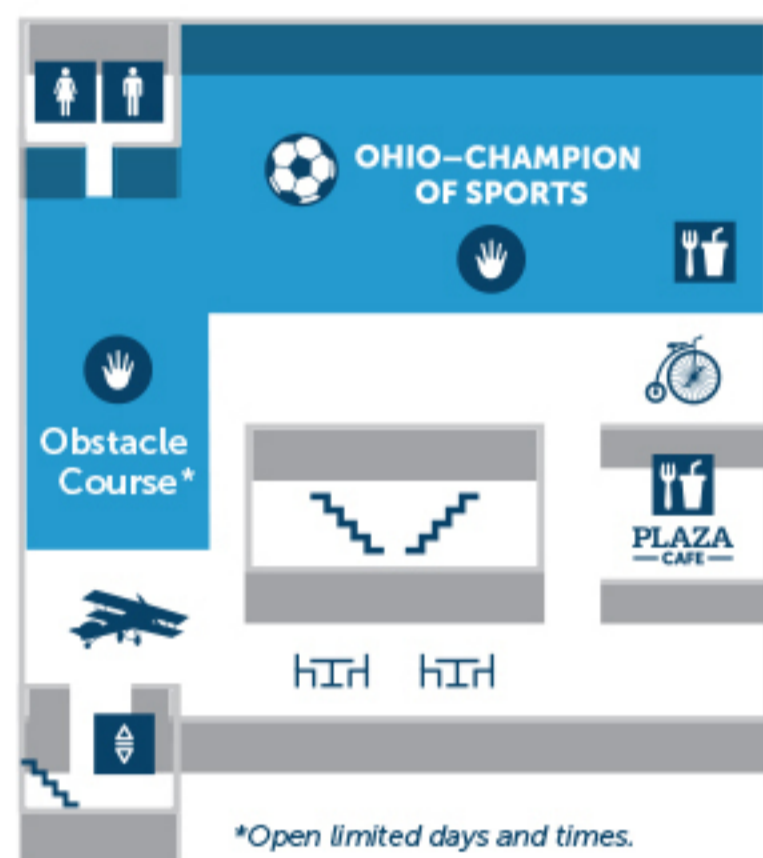 OHIO–CHAMPION
OF SPORTS
Obstacle
Course*
PLAZA
CAFE
*Open limited days and times.